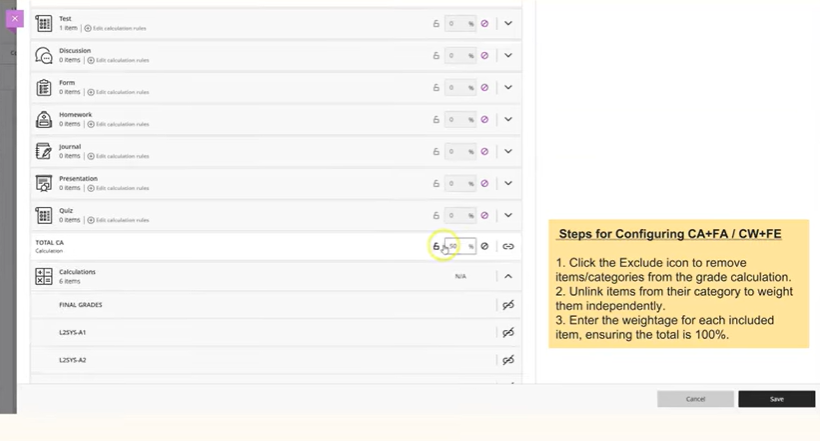 Test
0 %
1 item | Edit calculation rules
Discussion
0 %
0 items | Edit calculation rules
Form
0 %
0 items | Edit calculation rules
Homework
0 %
0 items | Edit calculation rules
Journal
0 %
0 items | Edit calculation rules
Presentation
0 %
0 items | Edit calculation rules
Quiz
0 %
0 items | Edit calculation rules
TOTAL CA
50 %
Calculation
Calculations
N/A
6 items
FINAL GRADES
L2SYS-A1
L2SYS-A2
Steps for Configuring CA+FA / CW+FE
1. Click the Exclude icon to remove
items/categories from the grade calculation.
2. Unlink items from their category to weight
them independently.
3. Enter the weightage for each included
item, ensuring the total is 100%.
Cancel
Save